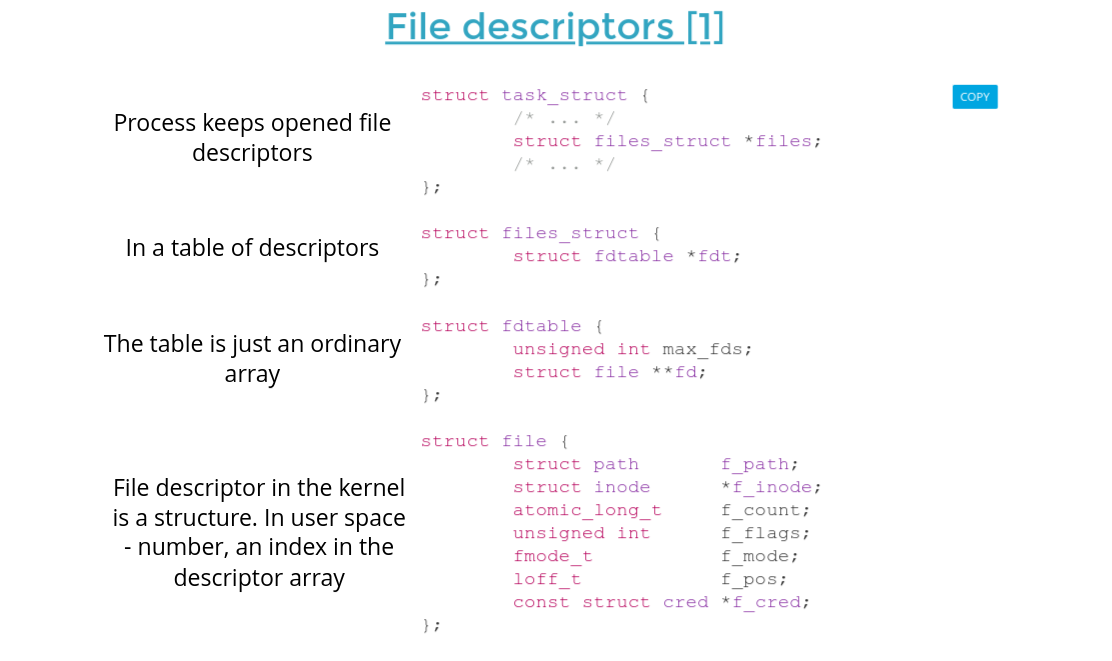 File descriptors [1]
COPY
Process keeps opened file
descriptors
struct task_struct {
/* ... */
struct files_struct *files;
/* ... */
};
In a table of descriptors
struct files_struct {
struct fdtable *fdt;
};
The table is just an ordinary
array
struct fdtable {
unsigned int max_fds;
struct file **fd;
};
File descriptor in the kernel
is a structure. In user space
- number, an index in the
descriptor array
struct file {
struct path f_path;
struct inode *f_inode;
atomic_long_t f_count;
unsigned int f_flags;
fmode_t f_mode;
loff_t f_pos;
const struct cred *f_cred;
};